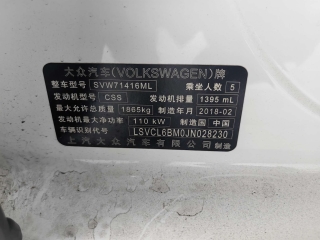 大众汽车(VOLKSWAGEN)牌
整车型号 SVW71416ML 乘坐人数 5
发动机型号 CSS 发动机排量 1395 mL
最大允许总质量 1865kg 制造年月 2018-02
发动机最大净功率 110 kW 制造国 中国
车辆识别代号 LSVCL6BM0JN028230
上汽大众汽车有限公司 制造